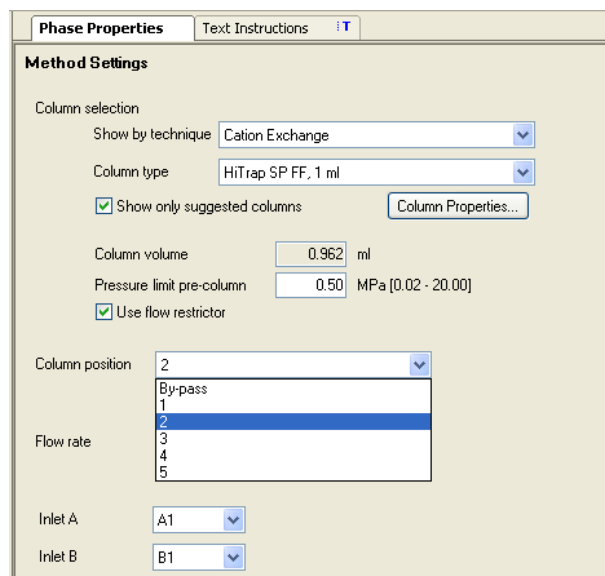 Phase Properties Text Instructions T
Method Settings
Column selection
Show by technique Cation Exchange
Column type HiTrap SP FF, 1 ml
Show only suggested columns Column Properties...
Column volume 0.962 ml
Pressure limit pre-column 0.50 MPa [0.02 - 20.00]
Use flow restrictor
Column position 2
By-pass
1
2
3
Flow rate
4
5
Inlet A A1
Inlet B B1